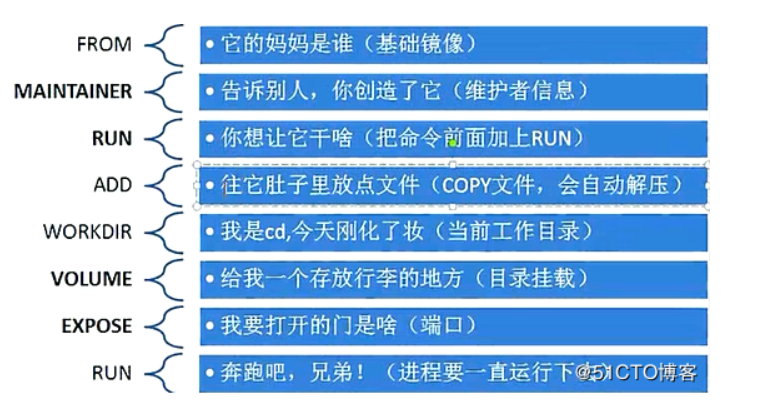 FROM • 它的妈妈是谁（基础镜像）
MAINTAINER • 告诉别人，你创造了它（维护者信息）
RUN • 你想让它干啥（把命令前面加上RUN）
ADD • 往它肚子里放点文件（COPY文件，会自动解压）
WORKDIR • 我是cd,今天刚化了妆（当前工作目录）
VOLUME • 给我一个存放行李的地方（目录挂载）
EXPOSE • 我要打开的门是啥（端口）
RUN • 奔跑吧，兄弟！（进程要一直运行下去）
@51CTO博客